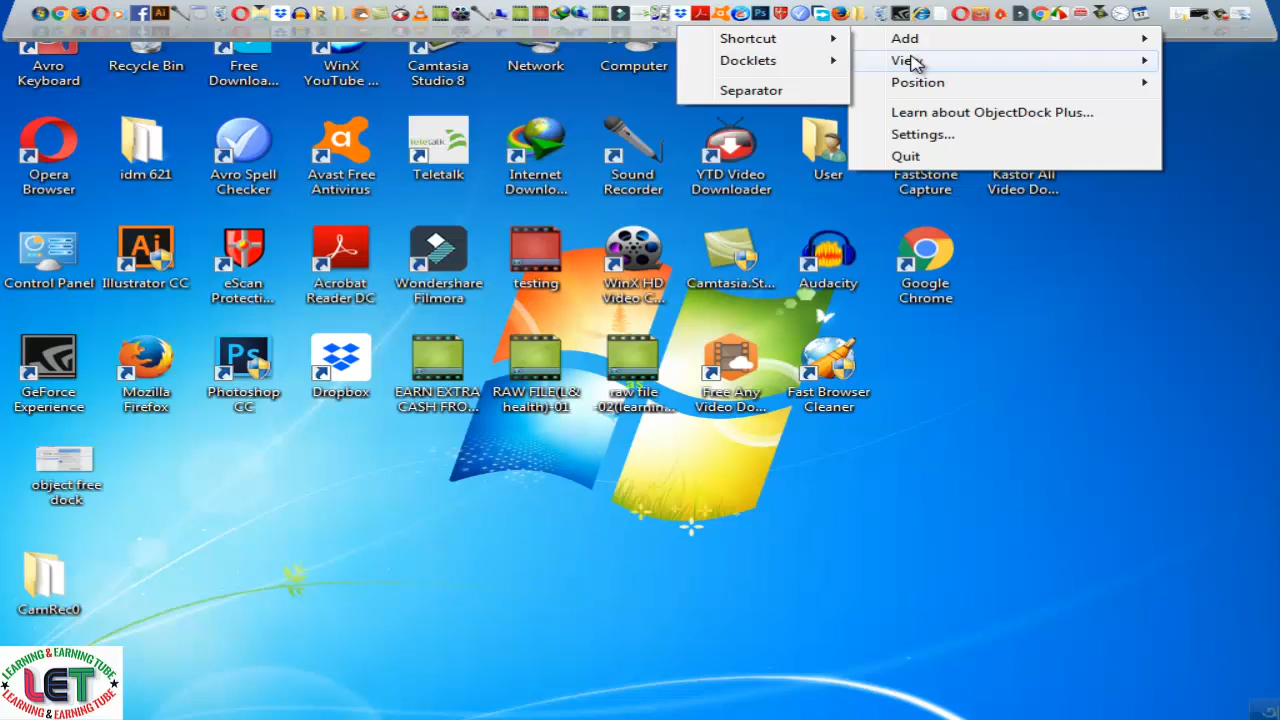 Shortcut
Docklets
Separator
Add
View
Position
Learn about ObjectDock Plus...
Settings...
Quit
Avro
Keyboard
Recycle Bin
Free
Downloa...
WinX
YouTube ...
Camtasia
Studio 8
Network
Computer
Opera
Browser
idm 621
Avro Spell
Checker
Avast Free
Antivirus
Teletalk
Internet
Downlo...
Sound
Recorder
YTD Video
Downloader
User
FastStone
Capture
Kastor All
Video Do...
Control Panel
Illustrator CC
eScan
Protecti...
Acrobat
Reader DC
Wondershare
Filmora
testing
WinX HD
Video C...
Camtasia.St...
Audacity
Google
Chrome
GeForce
Experience
Mozilla
Firefox
Photoshop
CC
Dropbox
EARN EXTRA
CASH FRO...
RAW FILE(L&
health)-01
raw file
-02(learnin...
Free Any
Video Do...
Fast Browser
Cleaner
object free
dock
CamRec0
LEARNING & EARNING TUBE
LET
LEARNING & EARNING TUBE